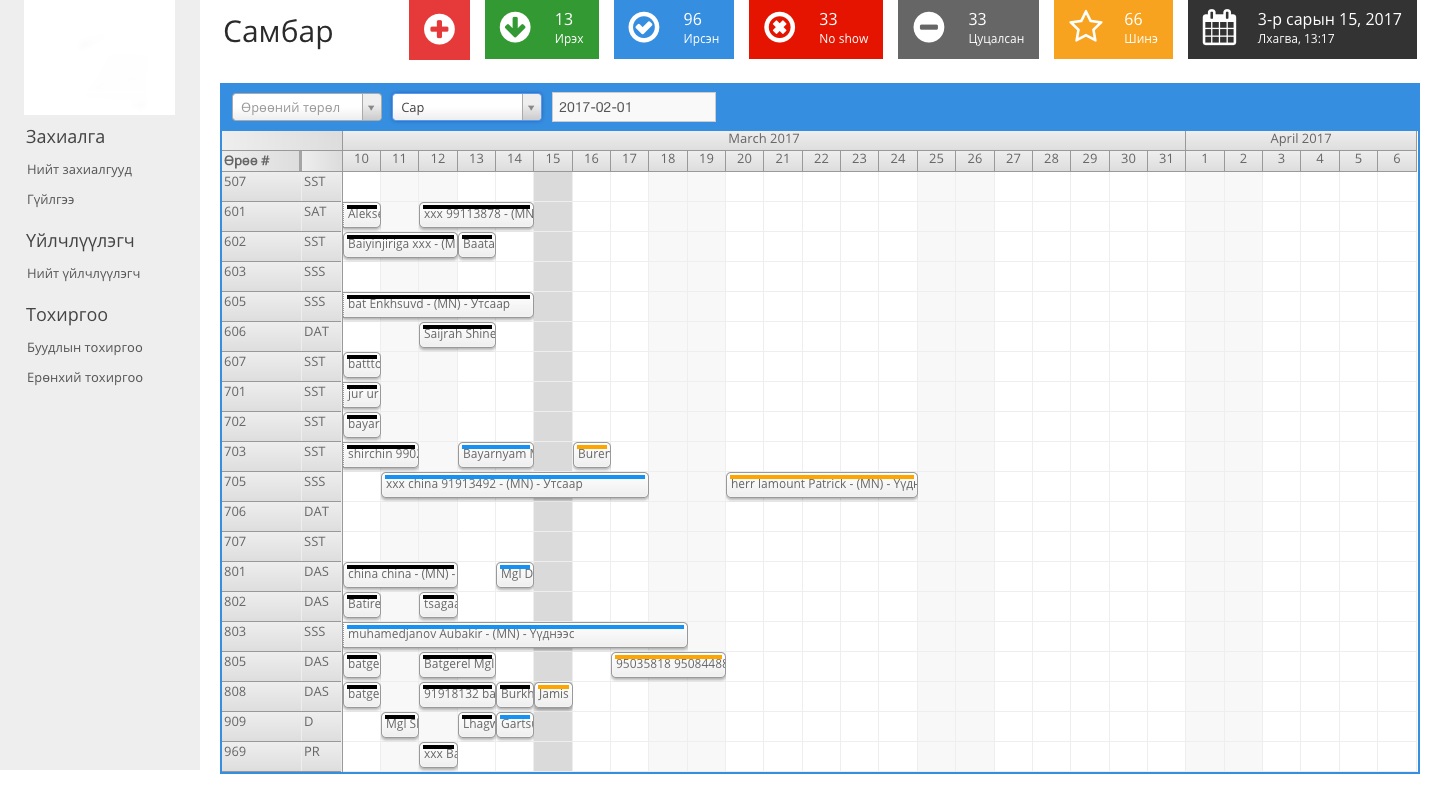 Самбар
13
Ирэх
96
Ирсэн
33
No show
33
Цуцалсан
66
Шинэ
3-р сарын 15, 2017
Лхагва, 13:17
Захиалга
Нийт захиалгууд
Гүйлгээ
Үйлчлүүлэгч
Нийт үйлчлүүлэгч
Тохиргоо
Буудлын тохиргоо
Ерөнхий тохиргоо
Өрөөний төрөл
Сар
2017-02-01
March 2017 April 2017
Өрөө # 10 11 12 13 14 15 16 17 18 19 20 21 22 23 24 25 26 27 28 29 30 31 1 2 3 4 5 6
507 SST
601 SAT Alekse xxx 99113878 - (MN
602 SST Baiyinjiriga xxx - (M Baata
603 SSS
605 SSS bat Enkhsuvd - (MN) - Утсаар
606 DAT Saijrah Shine
607 SST battto
701 SST jur ur
702 SST bayar
703 SST shirchin 990 Bayarnyam Buren
705 SSS xxx china 91913492 - (MN) - Утсаар herr lamount Patrick - (MN) - Үүдн
706 DAT
707 SST
801 DAS china china - (MN) - Mgl D
802 DAS Batire tsagaa
803 SSS muhamedjanov Aubakir - (MN) - Үүднээс
805 DAS batge Batgerel Mgl 95035818 95084488
808 DAS batge 91918132 ba Burkh Jamis
909 D Mgl S Lhagv Garts
969 PR xxx Ba